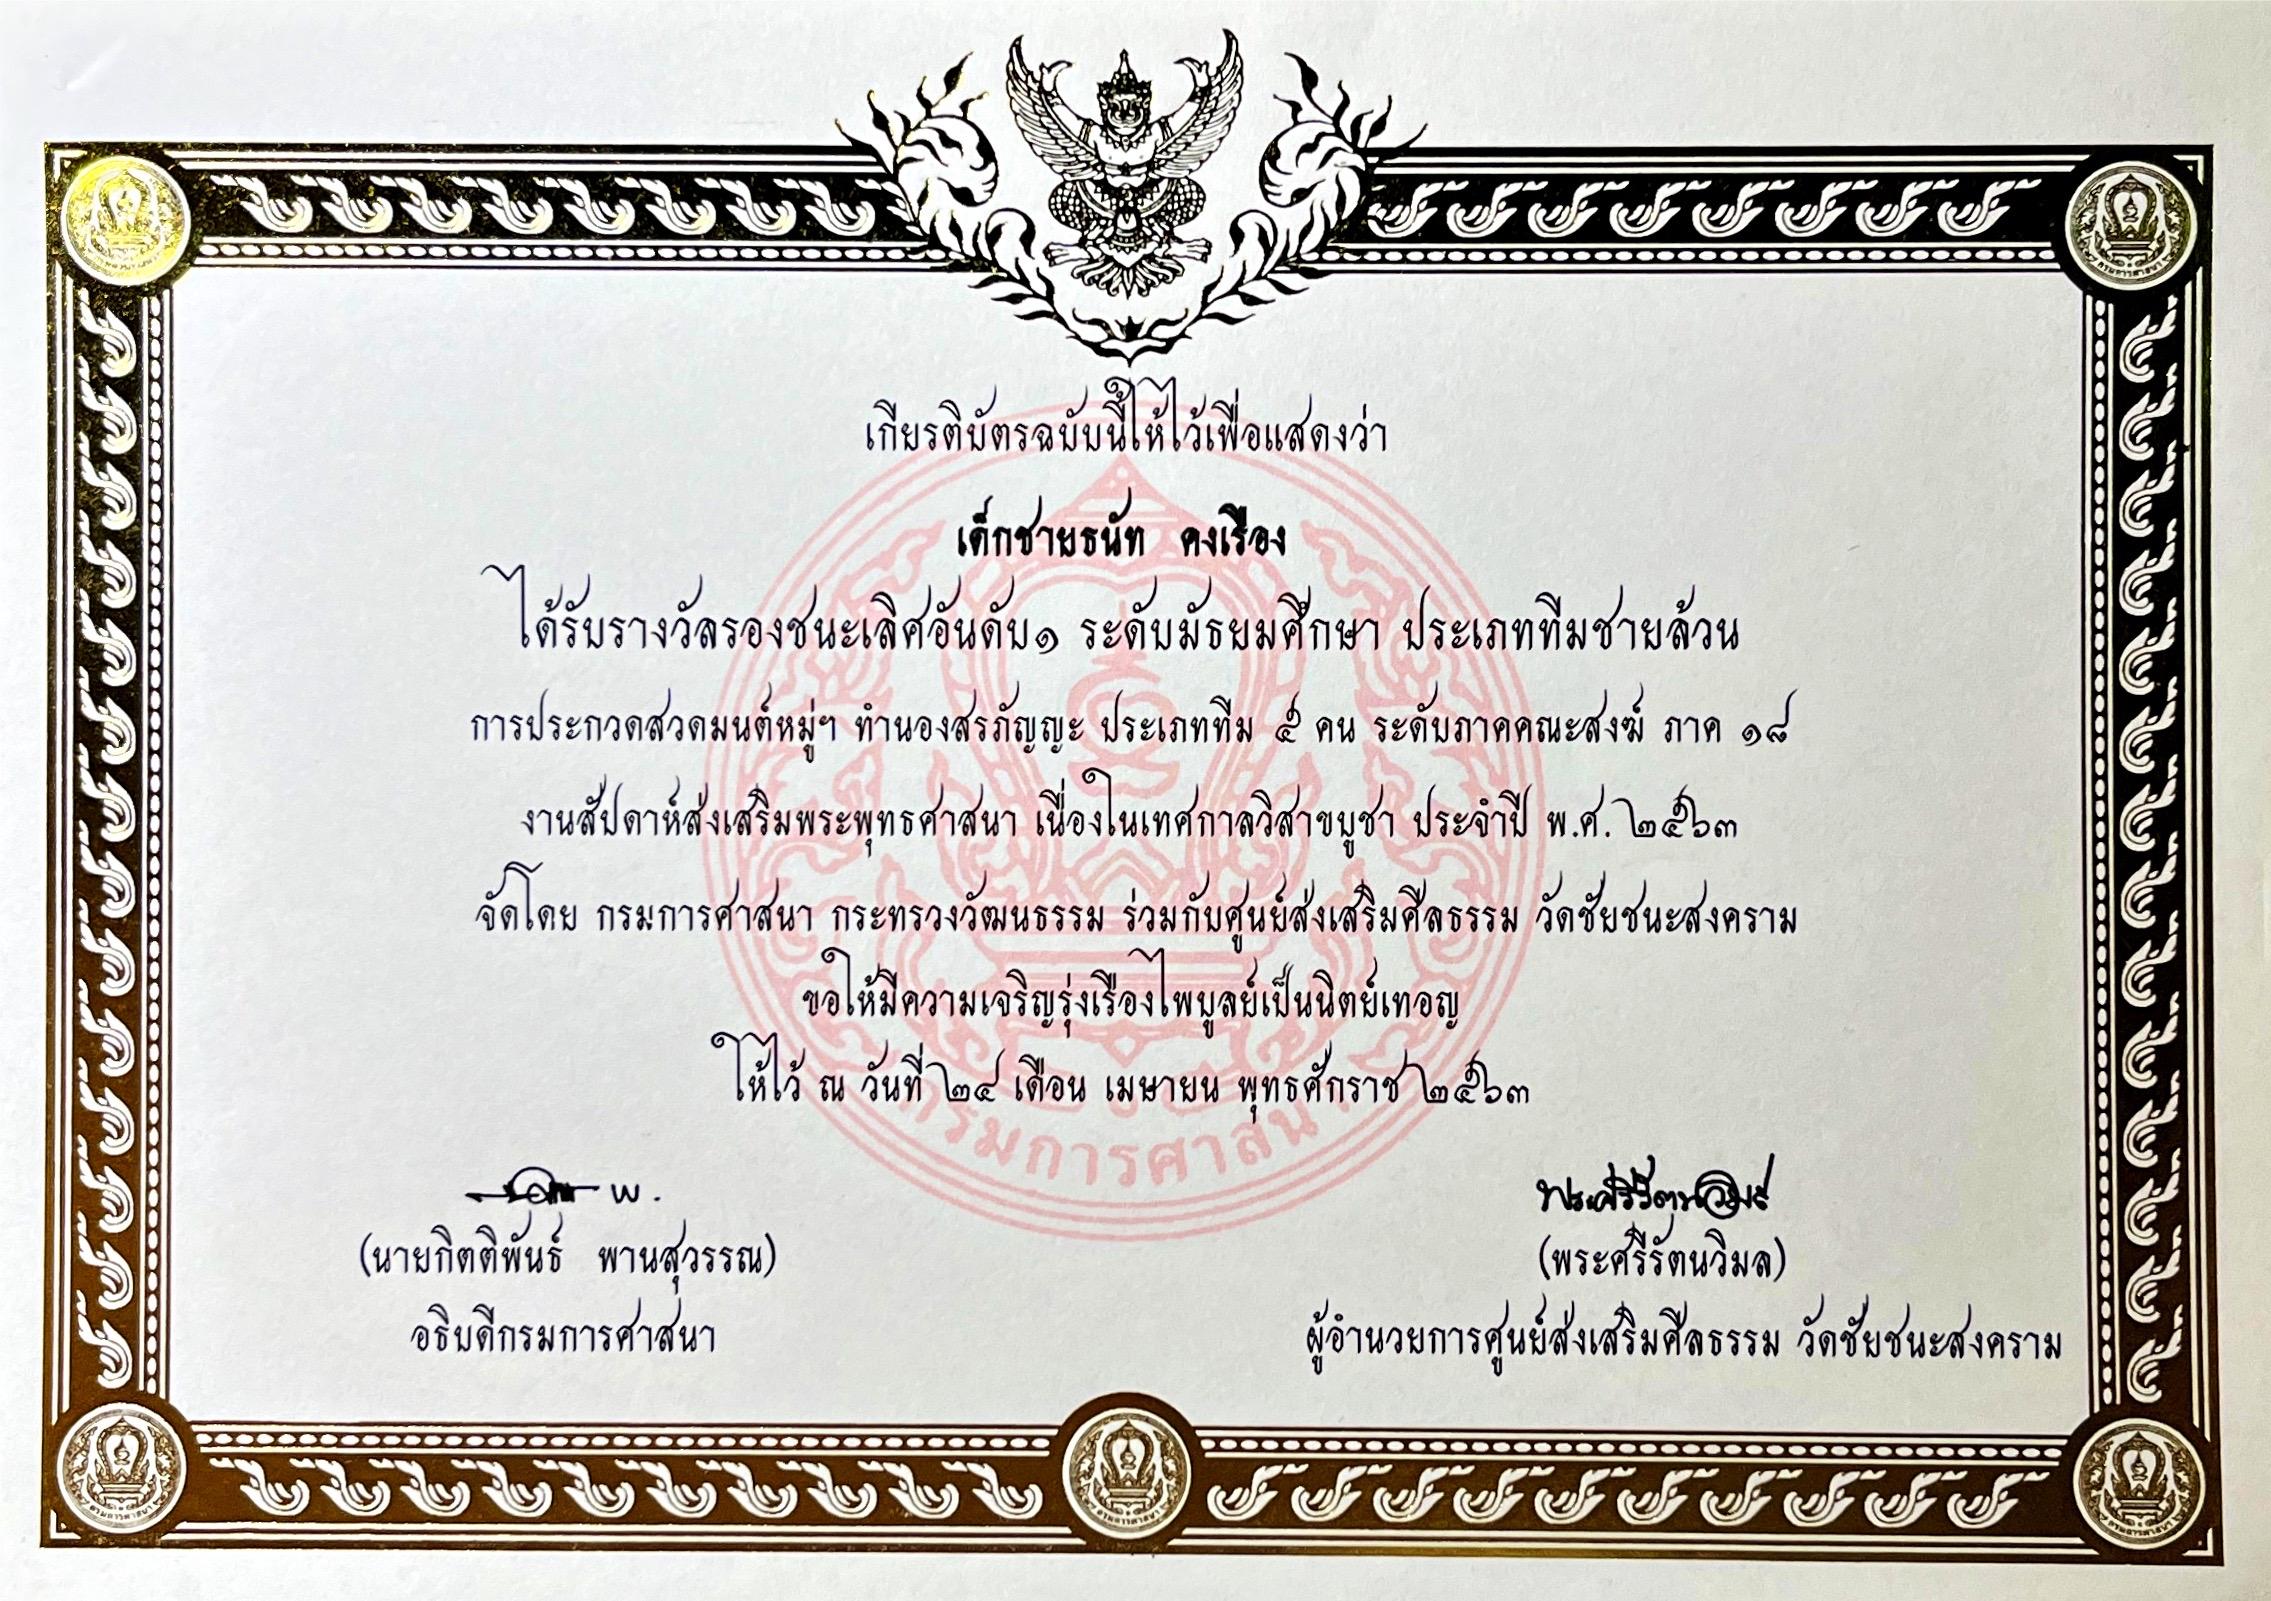 เกียรติบัตรฉบับนี้ให้ไว้เพื่อแสดงว่า
เด็กชายธนัท คงเรือง
ได้รับรางวัลรองชนะเลิศอันดับ๑ ระดับมัธยมศึกษา ประเภททีมชายล้วน
การประกวดสวดมนต์หมู่ฯ ทำนองสรภัญญะ ประเภททีม ๕ คน ระดับภาคคณะสงฆ์ ภาค ๑๘
งานสัปดาห์ส่งเสริมพระพุทธศาสนา เนื่องในเทศกาลวิสาขบูชา ประจำปี พ.ศ. ๒๕๖๓
จัดโดย กรมการศาสนา กระทรวงวัฒนธรรม ร่วมกับศูนย์ส่งเสริมศีลธรรม วัดชัยชนะสงคราม
ขอให้มีความเจริญรุ่งเรืองไพบูลย์เป็นนิตย์เทอญ
ให้ไว้ ณ วันที่ ๒๔ เดือน เมษายน พุทธศักราช ๒๕๖๓
กรมการศาสนา
พระศรีรัตนวิมล
(นายกิตติพันธ์ พานสุวรรณ)
(พระศรีรัตนวิมล)
อธิบดีกรมการศาสนา
ผู้อำนวยการศูนย์ส่งเสริมศีลธรรม วัดชัยชนะสงคราม